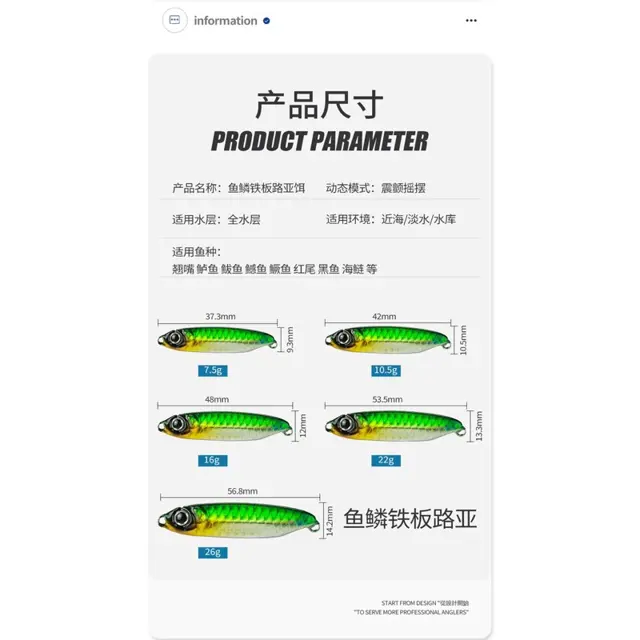 information
产品尺寸
PRODUCT PARAMETER
产品名称: 鱼鳞铁板路亚饵 动态模式: 震颤摇摆
适用水层: 全水层 适用环境: 近海/淡水/水库
适用鱼种:
翘嘴 鲈鱼 鲅鱼 鳡鱼 鳜鱼 红尾 黑鱼 海鲢 等
37.3mm 42mm
9.3mm 10.5mm
7.5g 10.5g
48mm 53.5mm
12mm 13.3mm
16g 22g
56.8mm
14.2mm
鱼鳞铁板路亚
26g
START FROM DESIGN "從設計開始
"TO SERVE MORE PROFESSIONAL ANGLERS"